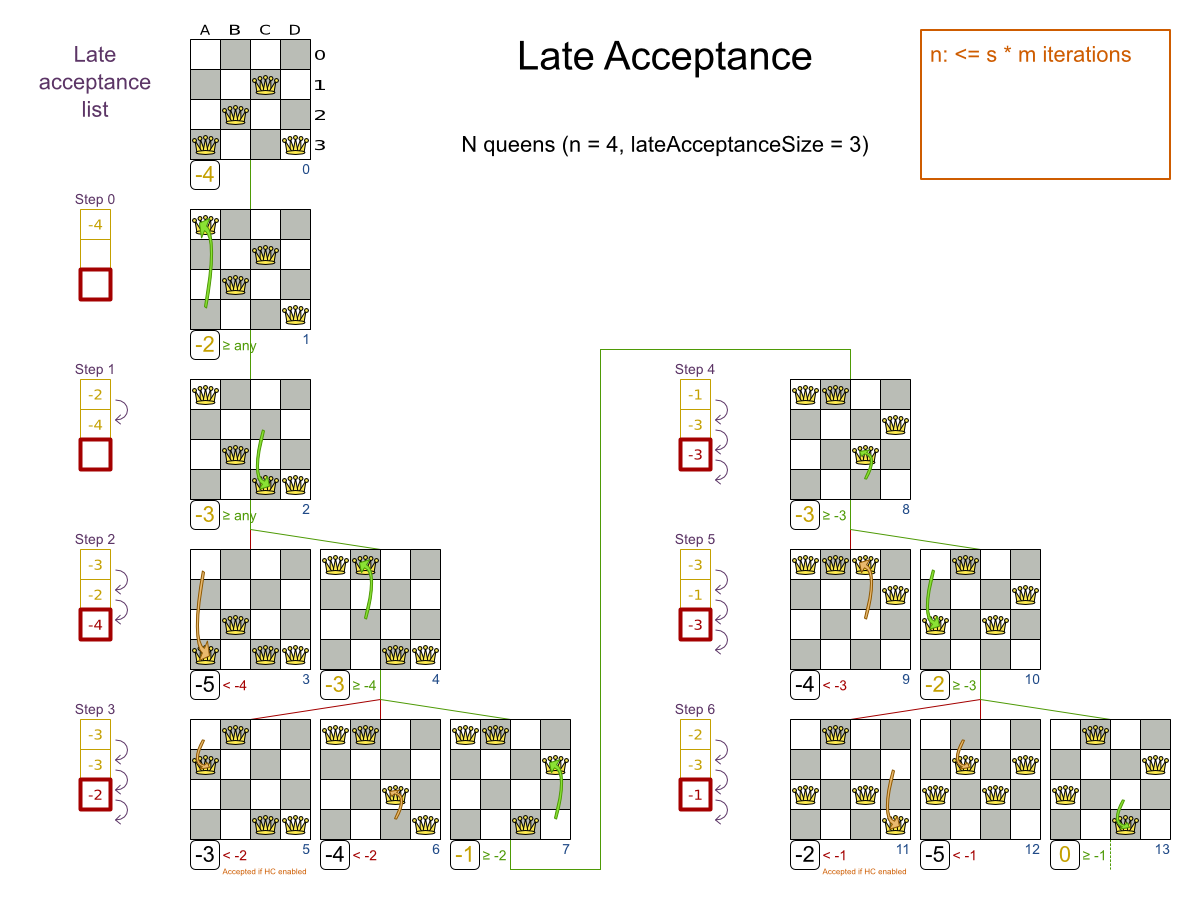 Late Acceptance
N queens (n = 4, lateAcceptanceSize = 3)
n: <= s * m iterations
Late
acceptance
list
A B C D
0
1
2
3
-4
0
Step 0
-4
-2 ≥ any
1
Step 1
-2
-4
-3 ≥ any
2
Step 2
-3
-2
-4
-5 < -4
3
-3 ≥ -4
4
Step 3
-3
-3
-2
-3 < -2
5
Accepted if HC enabled
-4 < -2
6
-1 ≥ -2
7
Step 4
-1
-3
-3
-3 ≥ -3
8
Step 5
-3
-1
-3
-4 < -3
9
-2 ≥ -3
10
Step 6
-2
-3
-1
-2 < -1
11
Accepted if HC enabled
-5 < -1
12
0 ≥ -1
13